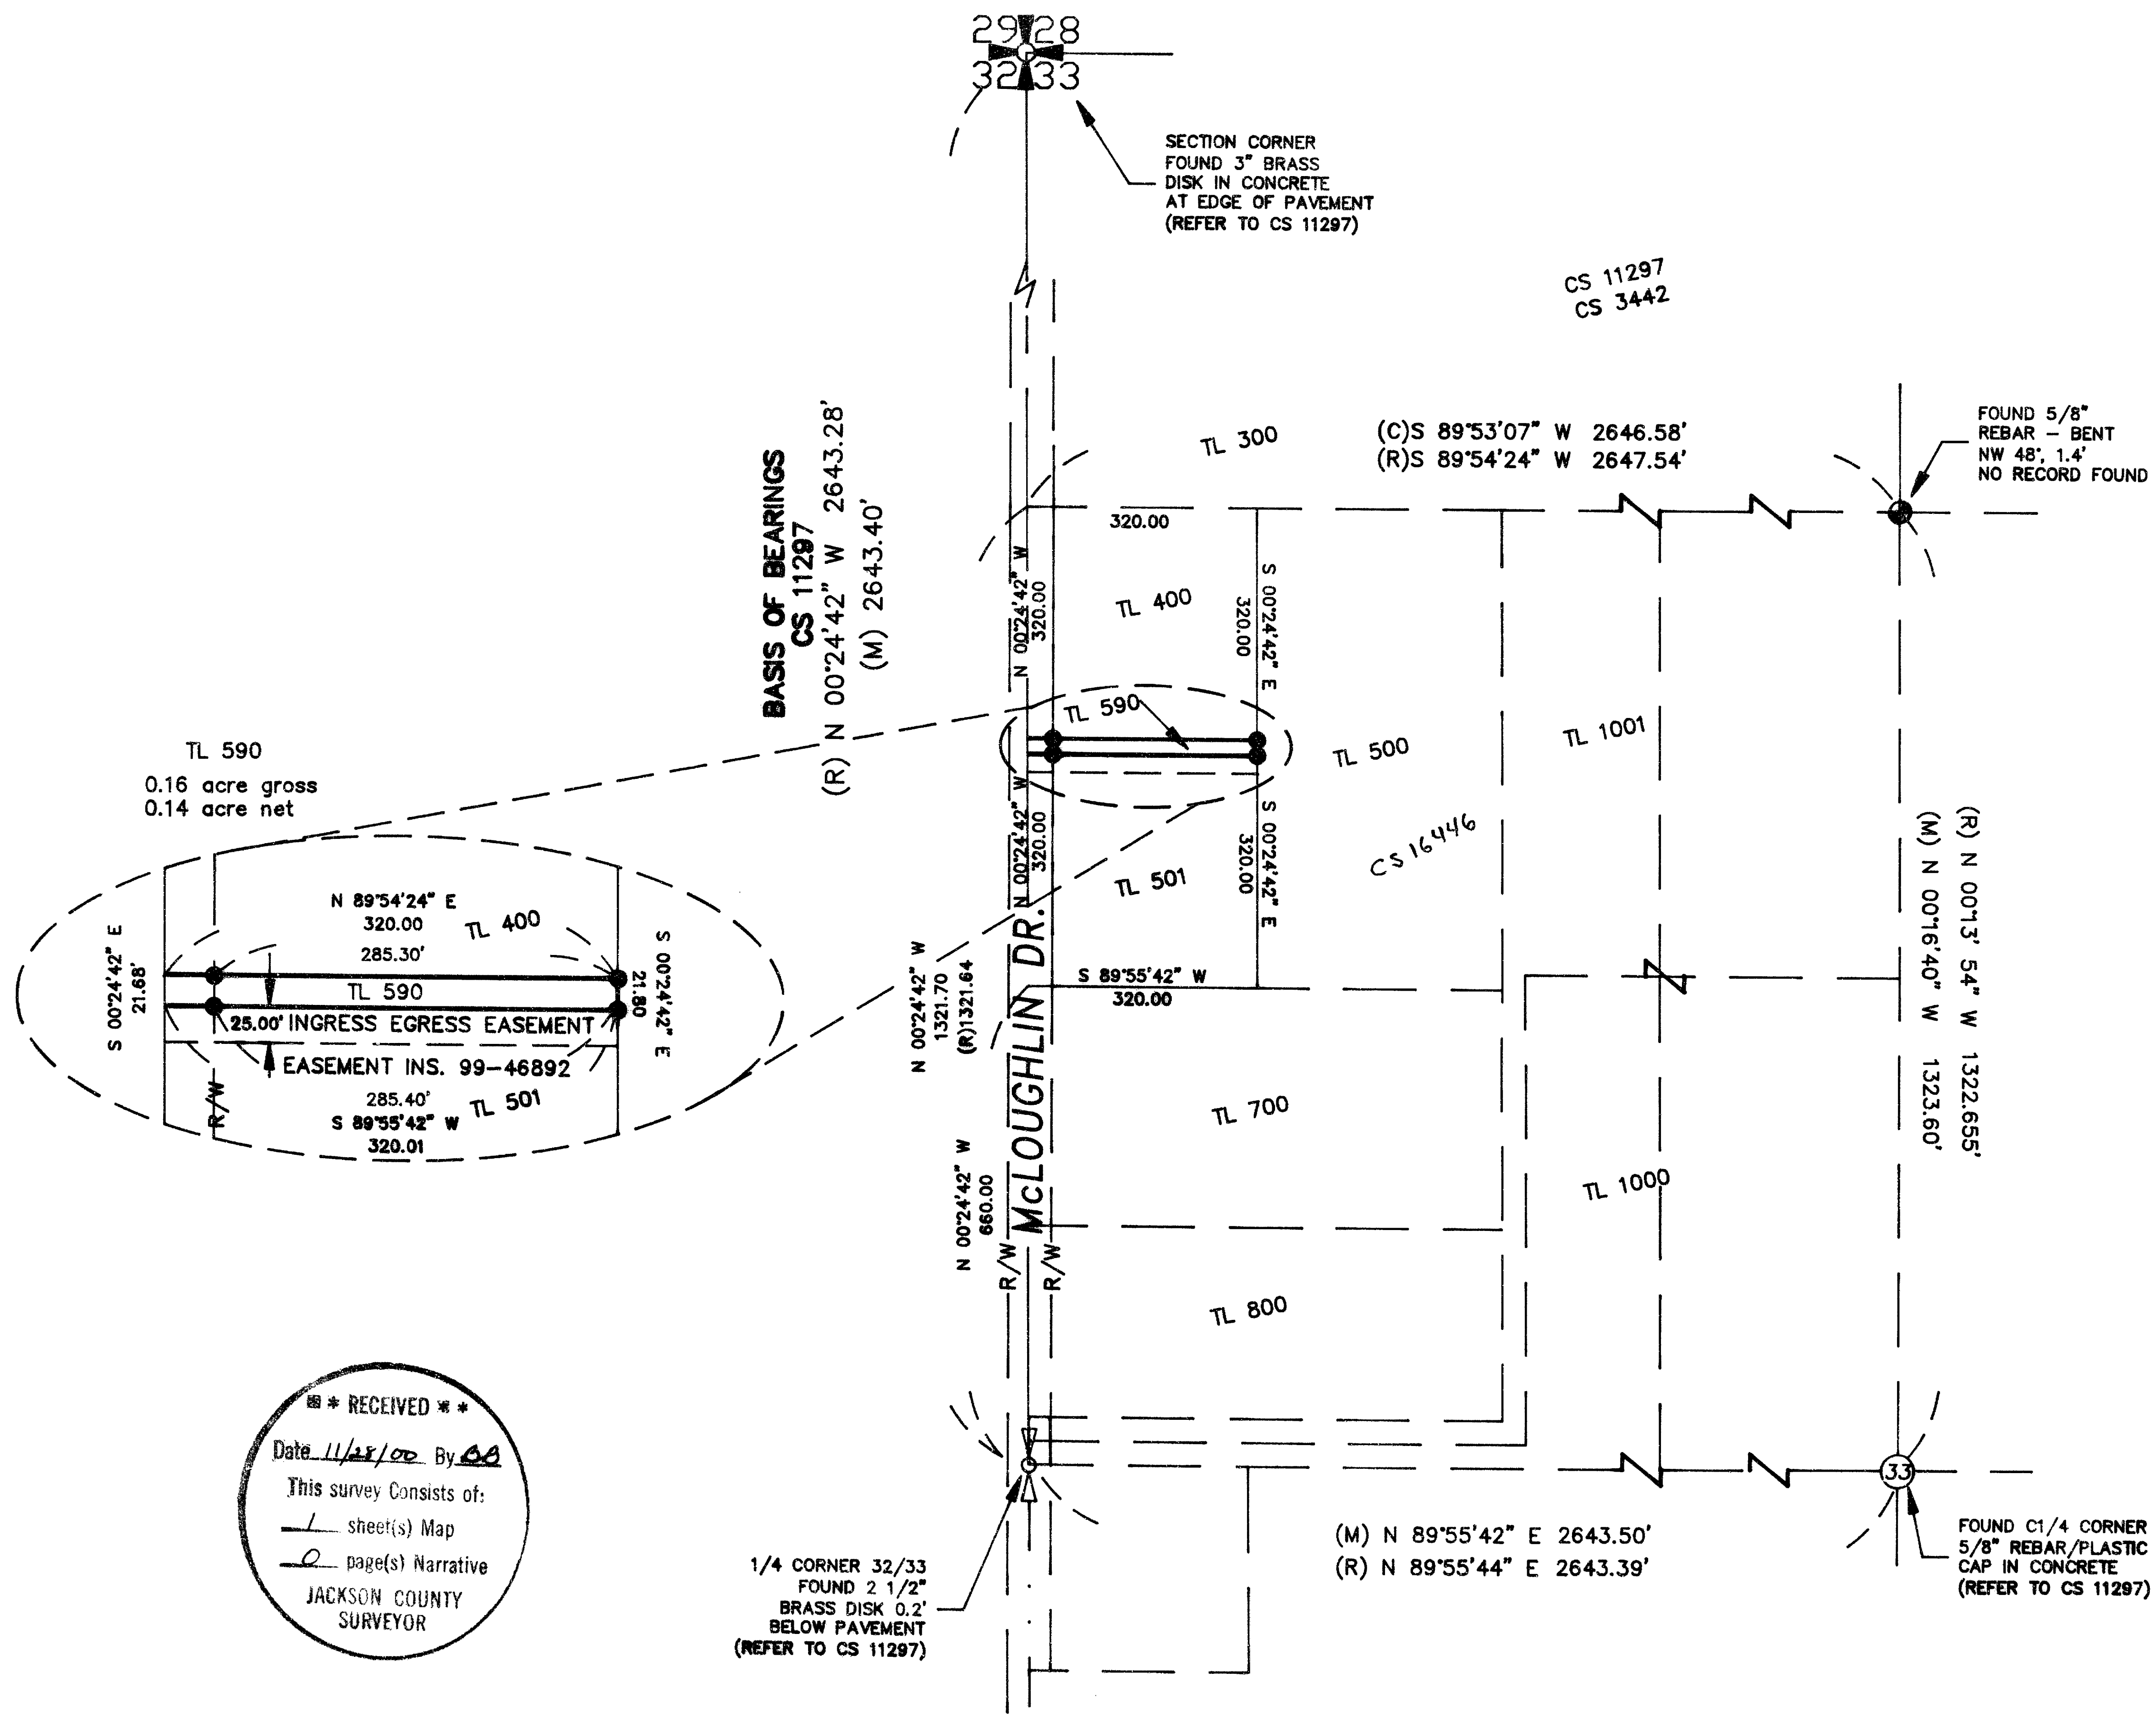 29 28
32 33
SECTION CORNER
FOUND 3" BRASS
DISK IN CONCRETE
AT EDGE OF PAVEMENT
(REFER TO CS 11297)
CS 11297
CS 3442
BASIS OF BEARINGS
CS 11297
(R) N 00°24'42" W 2643.28'
(M) 2643.40'
TL 300
(C)S 89°53'07" W 2646.58'
(R)S 89°54'24" W 2647.54'
FOUND 5/8"
REBAR – BENT
NW 48°, 1.4'
NO RECORD FOUND
320.00
N 00°24'42" W
320.00
TL 400
S 00°24'42" E
320.00
TL 590
TL 500
TL 1001
N 00°24'42" W
320.00
TL 501
S 00°24'42" E
320.00
CS 16446
(R) N 00°13' 54" W 1322.655'
(M) N 00°16'40" W 1323.60'
TL 590
0.16 acre gross
0.14 acre net
N 89°54'24" E
320.00
TL 400
285.30'
S 00°24'42" E
21.68'
TL 590
21.80
S 00°24'42" E
25.00' INGRESS EGRESS EASEMENT
EASEMENT INS. 99-46892
285.40'
TL 501
S 89°55'42" W
320.01
R/W
N 00°24'42" W
1321.70
(R)1321.64
S 89°55'42" W
320.00
McLOUGHLIN DR.
TL 700
N 00°24'42" W
660.00
R/W
R/W
TL 1000
TL 800
* * RECEIVED * *
Date 11/28/00 By BB
This survey Consists of:
1 sheet(s) Map
0 page(s) Narrative
JACKSON COUNTY
SURVEYOR
1/4 CORNER 32/33
FOUND 2 1/2"
BRASS DISK 0.2'
BELOW PAVEMENT
(REFER TO CS 11297)
(M) N 89°55'42" E 2643.50'
(R) N 89°55'44" E 2643.39'
33
FOUND C1/4 CORNER
5/8" REBAR/PLASTIC
CAP IN CONCRETE
(REFER TO CS 11297)